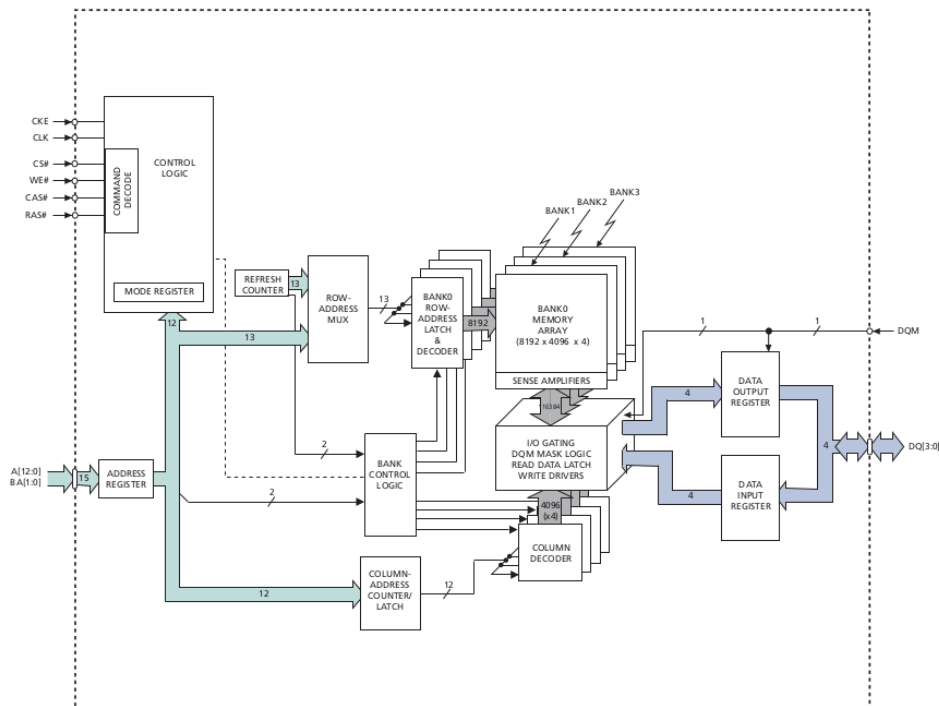 CKE
CLK
CS#
WE#
CAS#
RAS#
COMMAND
DECODE
CONTROL
LOGIC
MODE REGISTER
12
REFRESH
COUNTER
13
13
ROW-
ADDRESS
MUX
13
BANK0
ROW-
ADDRESS
LATCH
&
DECODER
8192
BANK1
BANK2
BANK3
BANK0
MEMORY
ARRAY
(8192 x 4096 x 4)
SENSE AMPLIFIERS
16384
I/O GATING
DQM MASK LOGIC
READ DATA LATCH
WRITE DRIVERS
4096
(x4)
COLUMN
DECODER
1
1
DQM
4
DATA
OUTPUT
REGISTER
4
DQ[3:0]
4
DATA
INPUT
REGISTER
A[12:0]
BA[1:0]
15
ADDRESS
REGISTER
2
2
BANK
CONTROL
LOGIC
12
COLUMN-
ADDRESS
COUNTER/
LATCH
12